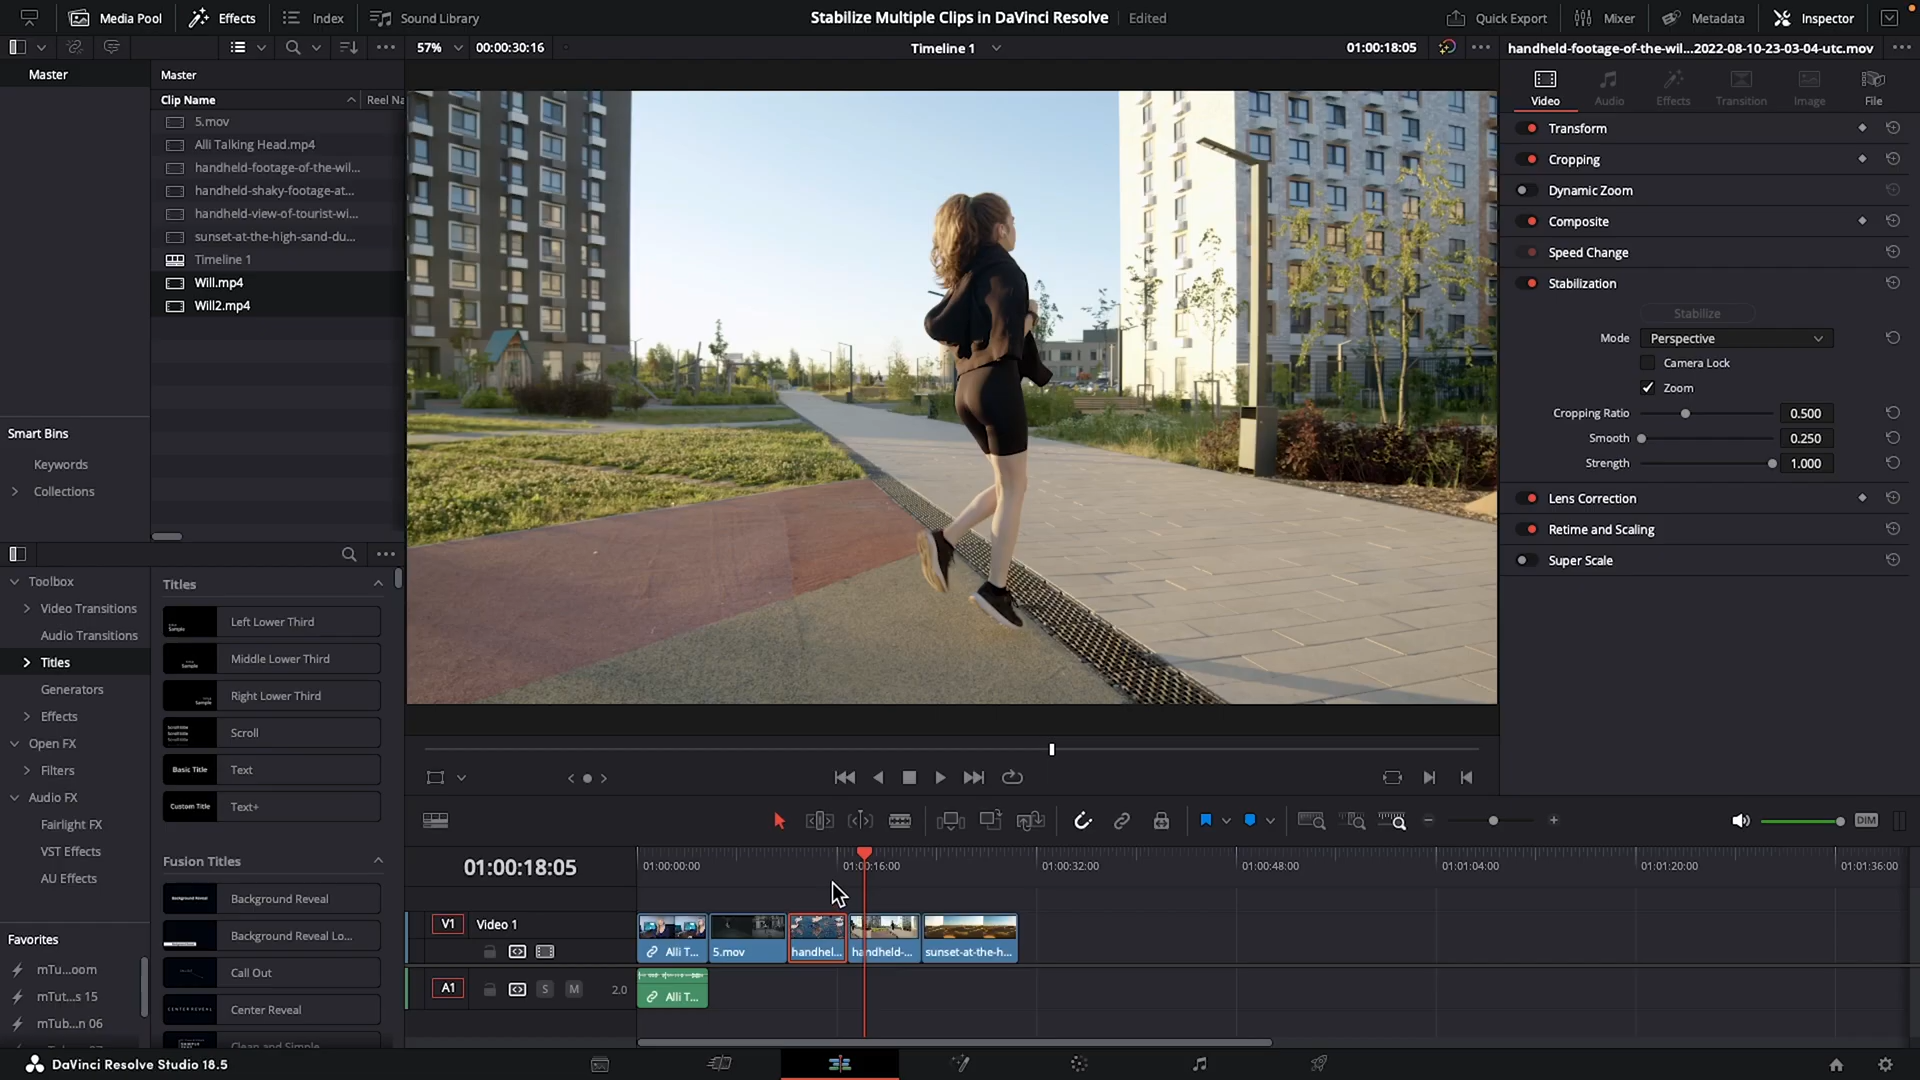 Media Pool
Effects
Index
Sound Library
Stabilize Multiple Clips in DaVinci Resolve
Edited
Quick Export
Mixer
Metadata
Inspector
57%
00:00:30:16
Timeline 1
01:00:18:05
handheld-footage-of-the-wil...2022-08-10-23-03-04-utc.mov
Master
Master
Clip Name
Reel Na
5.mov
Alli Talking Head.mp4
handheld-footage-of-the-wil...
handheld-shaky-footage-at...
handheld-view-of-tourist-wi...
sunset-at-the-high-sand-du...
Timeline 1
Will.mp4
Will2.mp4
Smart Bins
Keywords
Collections
Video
Audio
Effects
Transition
Image
File
Transform
Cropping
Dynamic Zoom
Composite
Speed Change
Stabilization
Stabilize
Mode
Perspective
Camera Lock
Zoom
Cropping Ratio
0.500
Smooth
0.250
Strength
1.000
Lens Correction
Retime and Scaling
Super Scale
Toolbox
Video Transitions
Audio Transitions
Titles
Generators
Effects
Open FX
Filters
Audio FX
Fairlight FX
VST Effects
AU Effects
Favorites
mTu...oom
mTut...s 15
mTub...n 06
Titles
Left Lower Third
Middle Lower Third
Right Lower Third
Scroll
Basic Title
Text
Custom Title
Text+
Fusion Titles
Background Reveal
Background Reveal
Background Reveal Lo...
Call Out
CENTER REVEAL
Center Reveal
Clean and Simple
DIM
01:00:18:05
01:00:00:00
01:00:16:00
01:00:32:00
01:00:48:00
01:01:04:00
01:01:20:00
01:01:36:00
V1
Video 1
Alli T...
5.mov
handhel...
handheld-...
sunset-at-the-h...
A1
S
M
2.0
Alli T...
DaVinci Resolve Studio 18.5